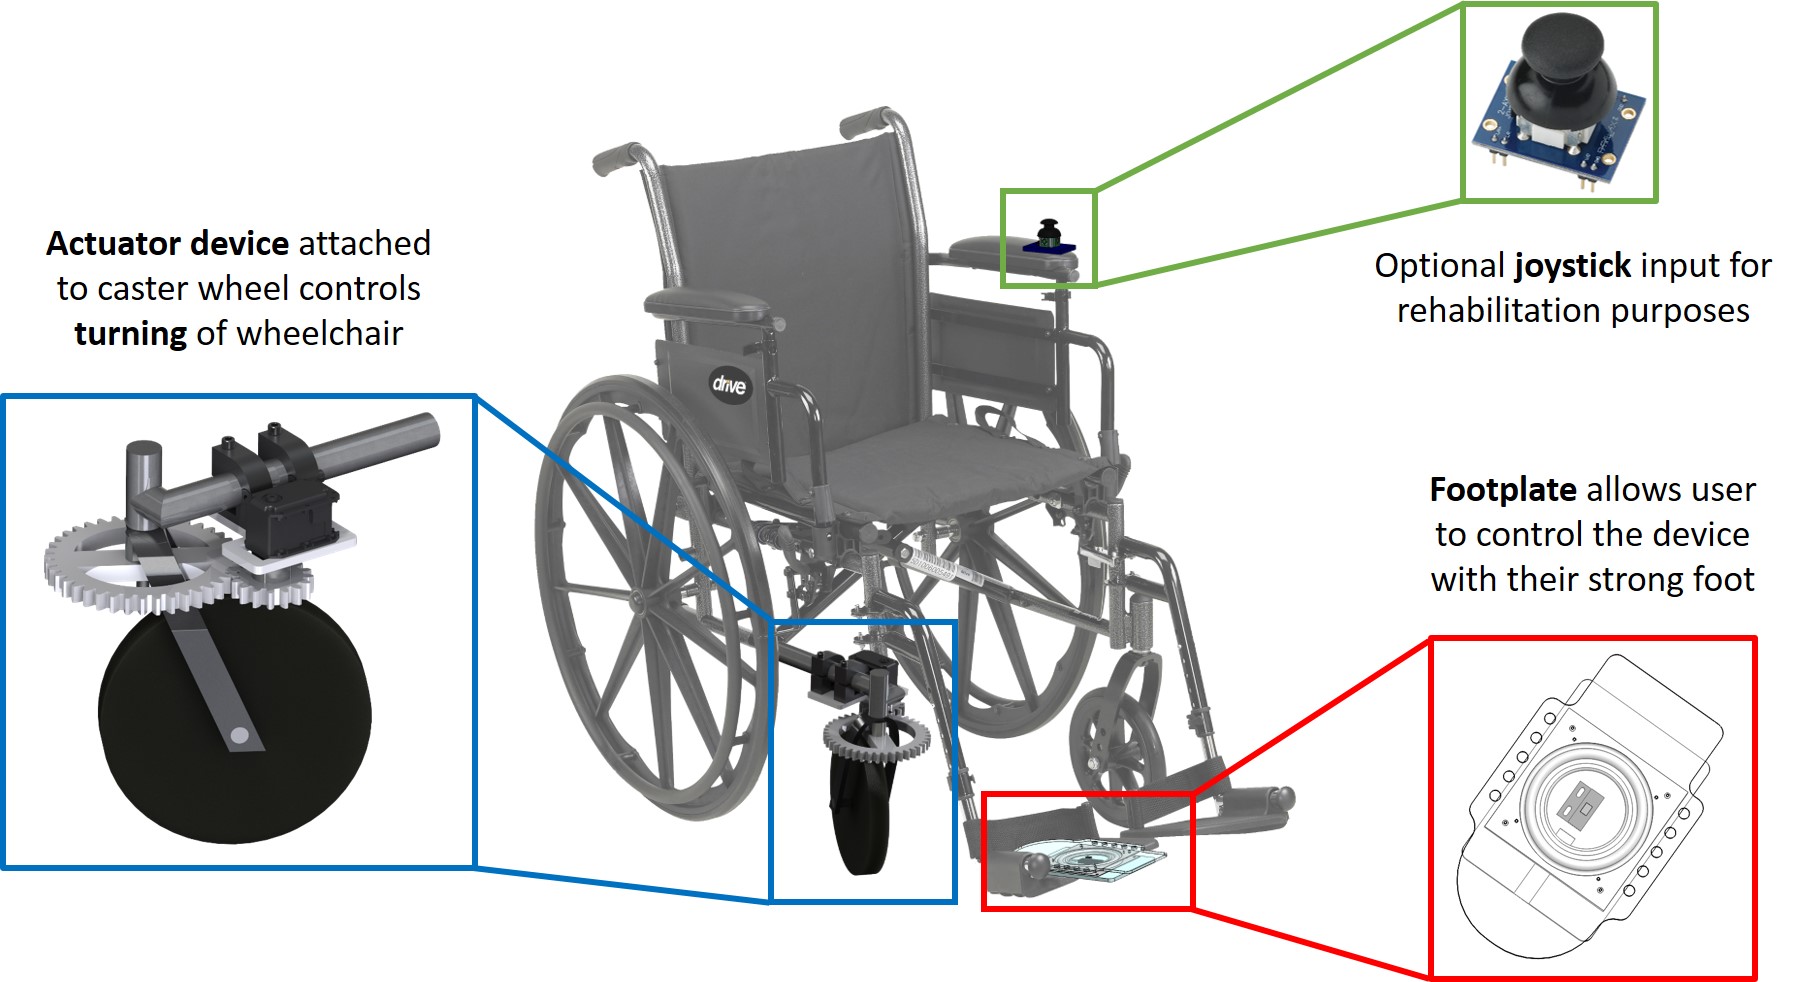 Actuator device attached
to caster wheel controls
turning of wheelchair
drive
Optional joystick input for
rehabilitation purposes
Footplate allows user
to control the device
with their strong foot